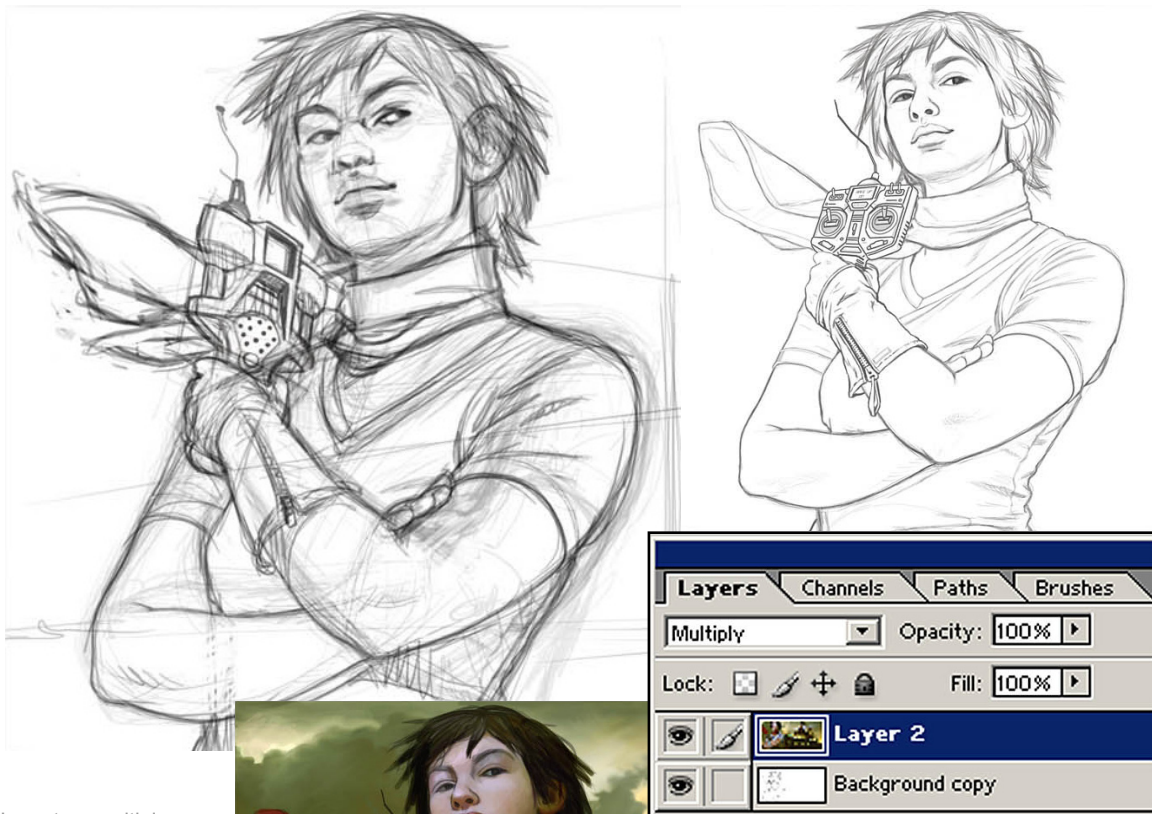 Layers Channels Paths Brushes
Multiply Opacity: 100%
Lock: Fill: 100%
Layer 2
Background copy